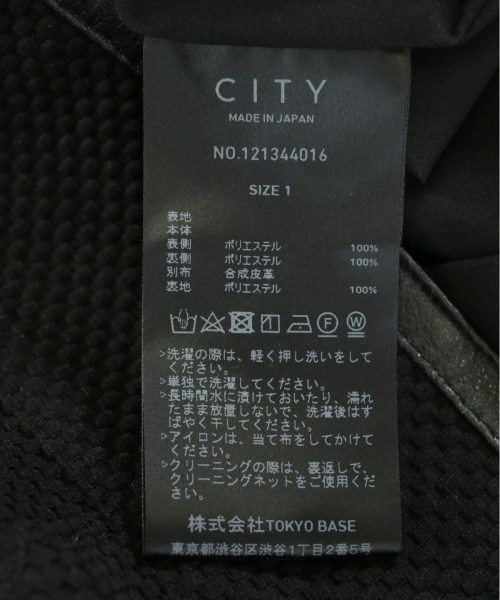 CITY
MADE IN JAPAN
NO.121344016
SIZE 1
表地
本体
表側 ポリエステル 100%
裏側 ポリエステル 100%
別布 合成皮革
裏地 ポリエステル 100%
F W
>洗濯の際は、軽く押し洗いをして
ください。
>単独で洗濯してください。
>長時間水に漬けておいたり、濡れ
たまま放置しないで、洗濯後はす
ばやく干してください。
>アイロンは、当て布をしてかけて
ください。
>クリーニングの際は、裏返しで、
クリーニングネットをご使用くだ
さい。
株式会社TOKYO BASE
東京都渋谷区渋谷1丁目2番5号